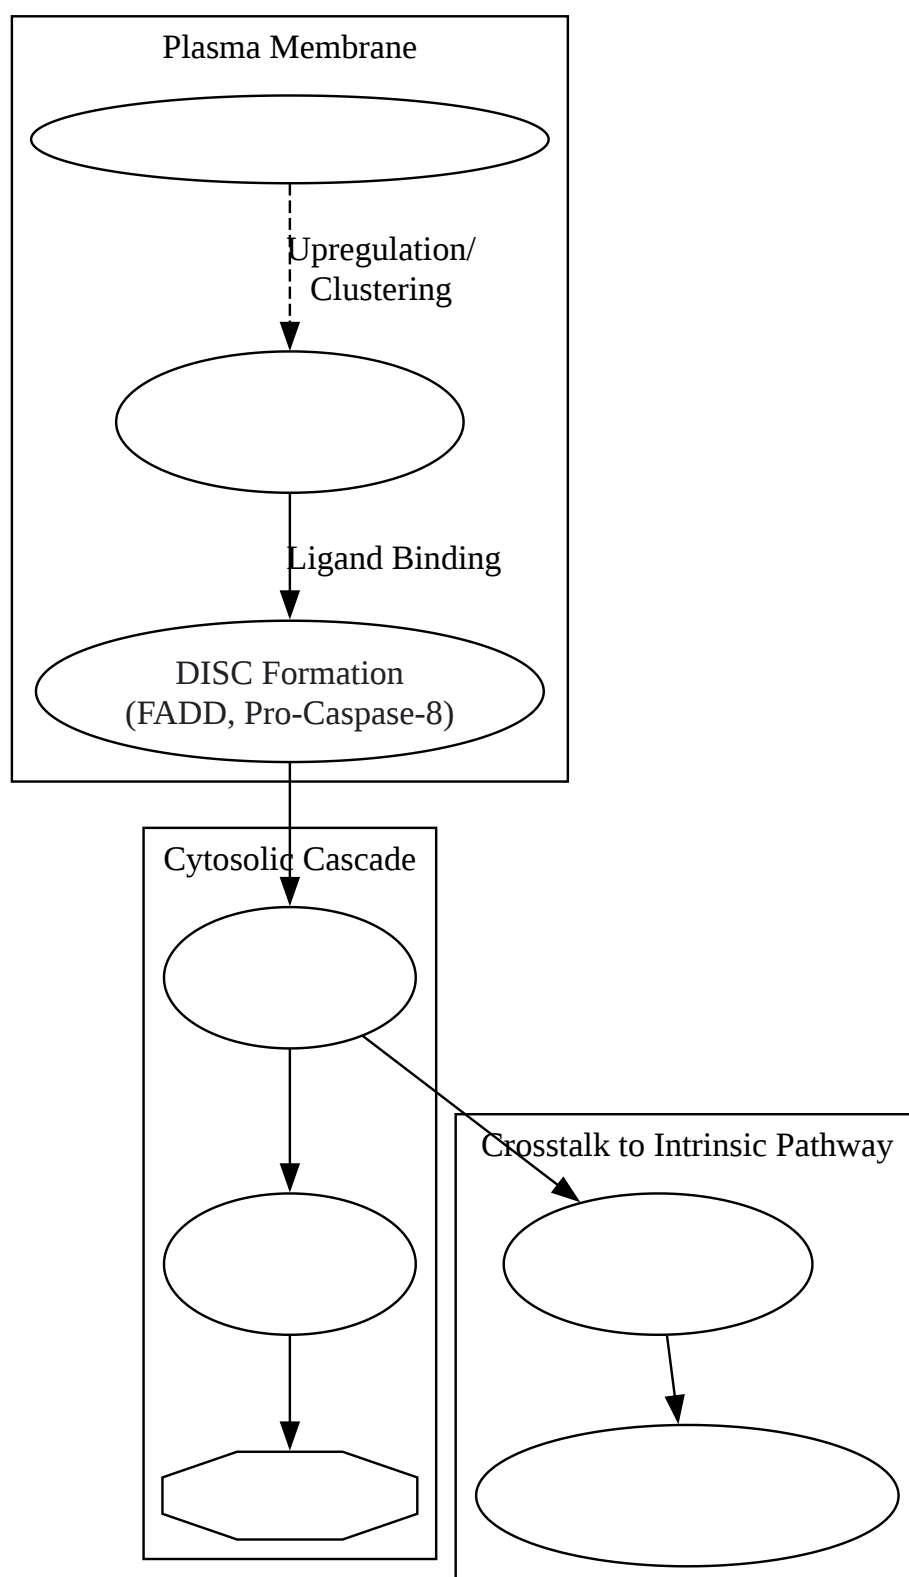 Plasma Membrane
Upregulation/
Clustering
Ligand Binding
DISC Formation
(FADD, Pro-Caspase-8)
Cytosolic Cascade
Crosstalk to Intrinsic Pathway